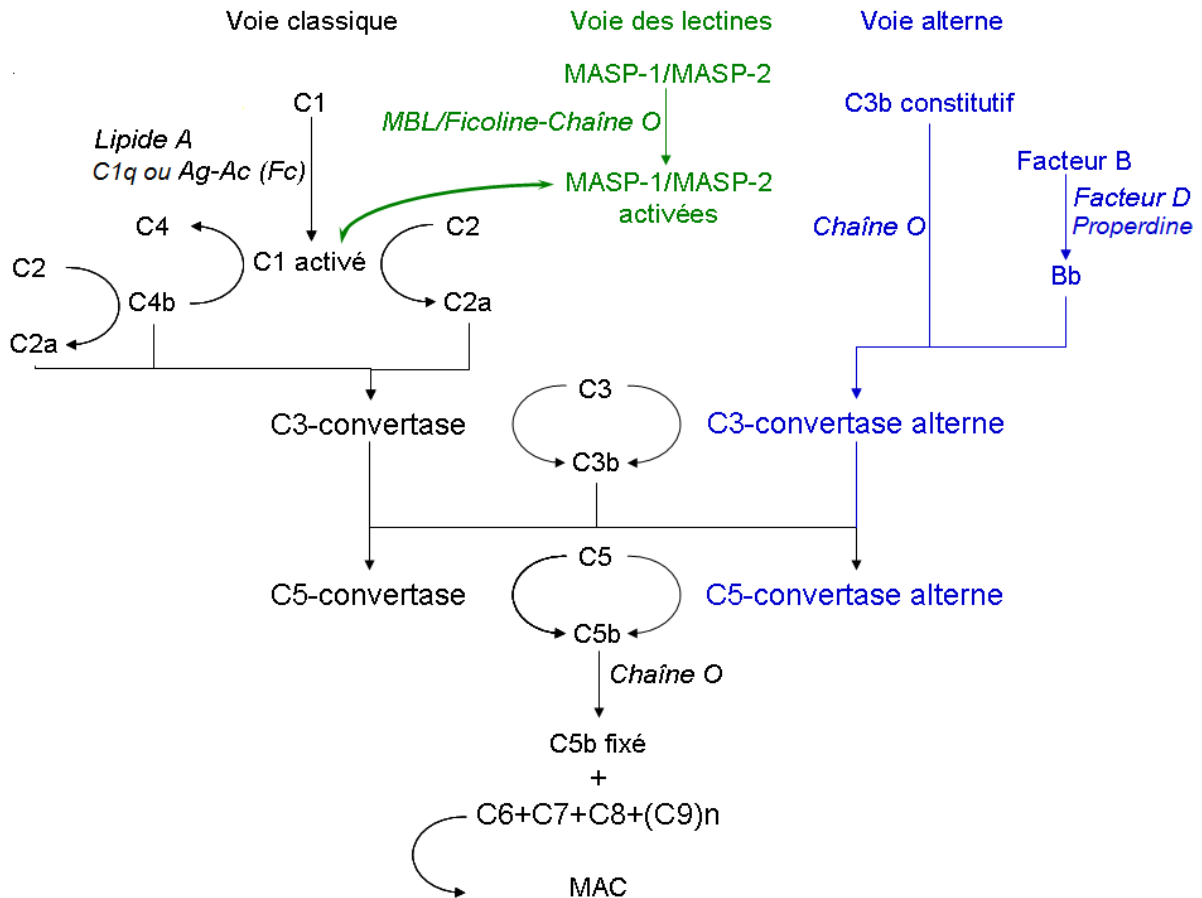 Voie classique
Voie des lectines
Voie alterne
MASP-1/MASP-2
C1
C3b constitutif
MBL/Ficoline-Chaîne O
Lipide A
C1q ou Ag-Ac (Fc)
Facteur B
MASP-1/MASP-2
activées
Facteur D
Properdine
C4
C2
Chaîne O
C2
C1 activé
Bb
C4b
C2a
C2a
C3
C3-convertase
C3-convertase alterne
C3b
C5
C5-convertase
C5-convertase alterne
C5b
Chaîne O
C5b fixé
+
C6+C7+C8+(C9)n
MAC